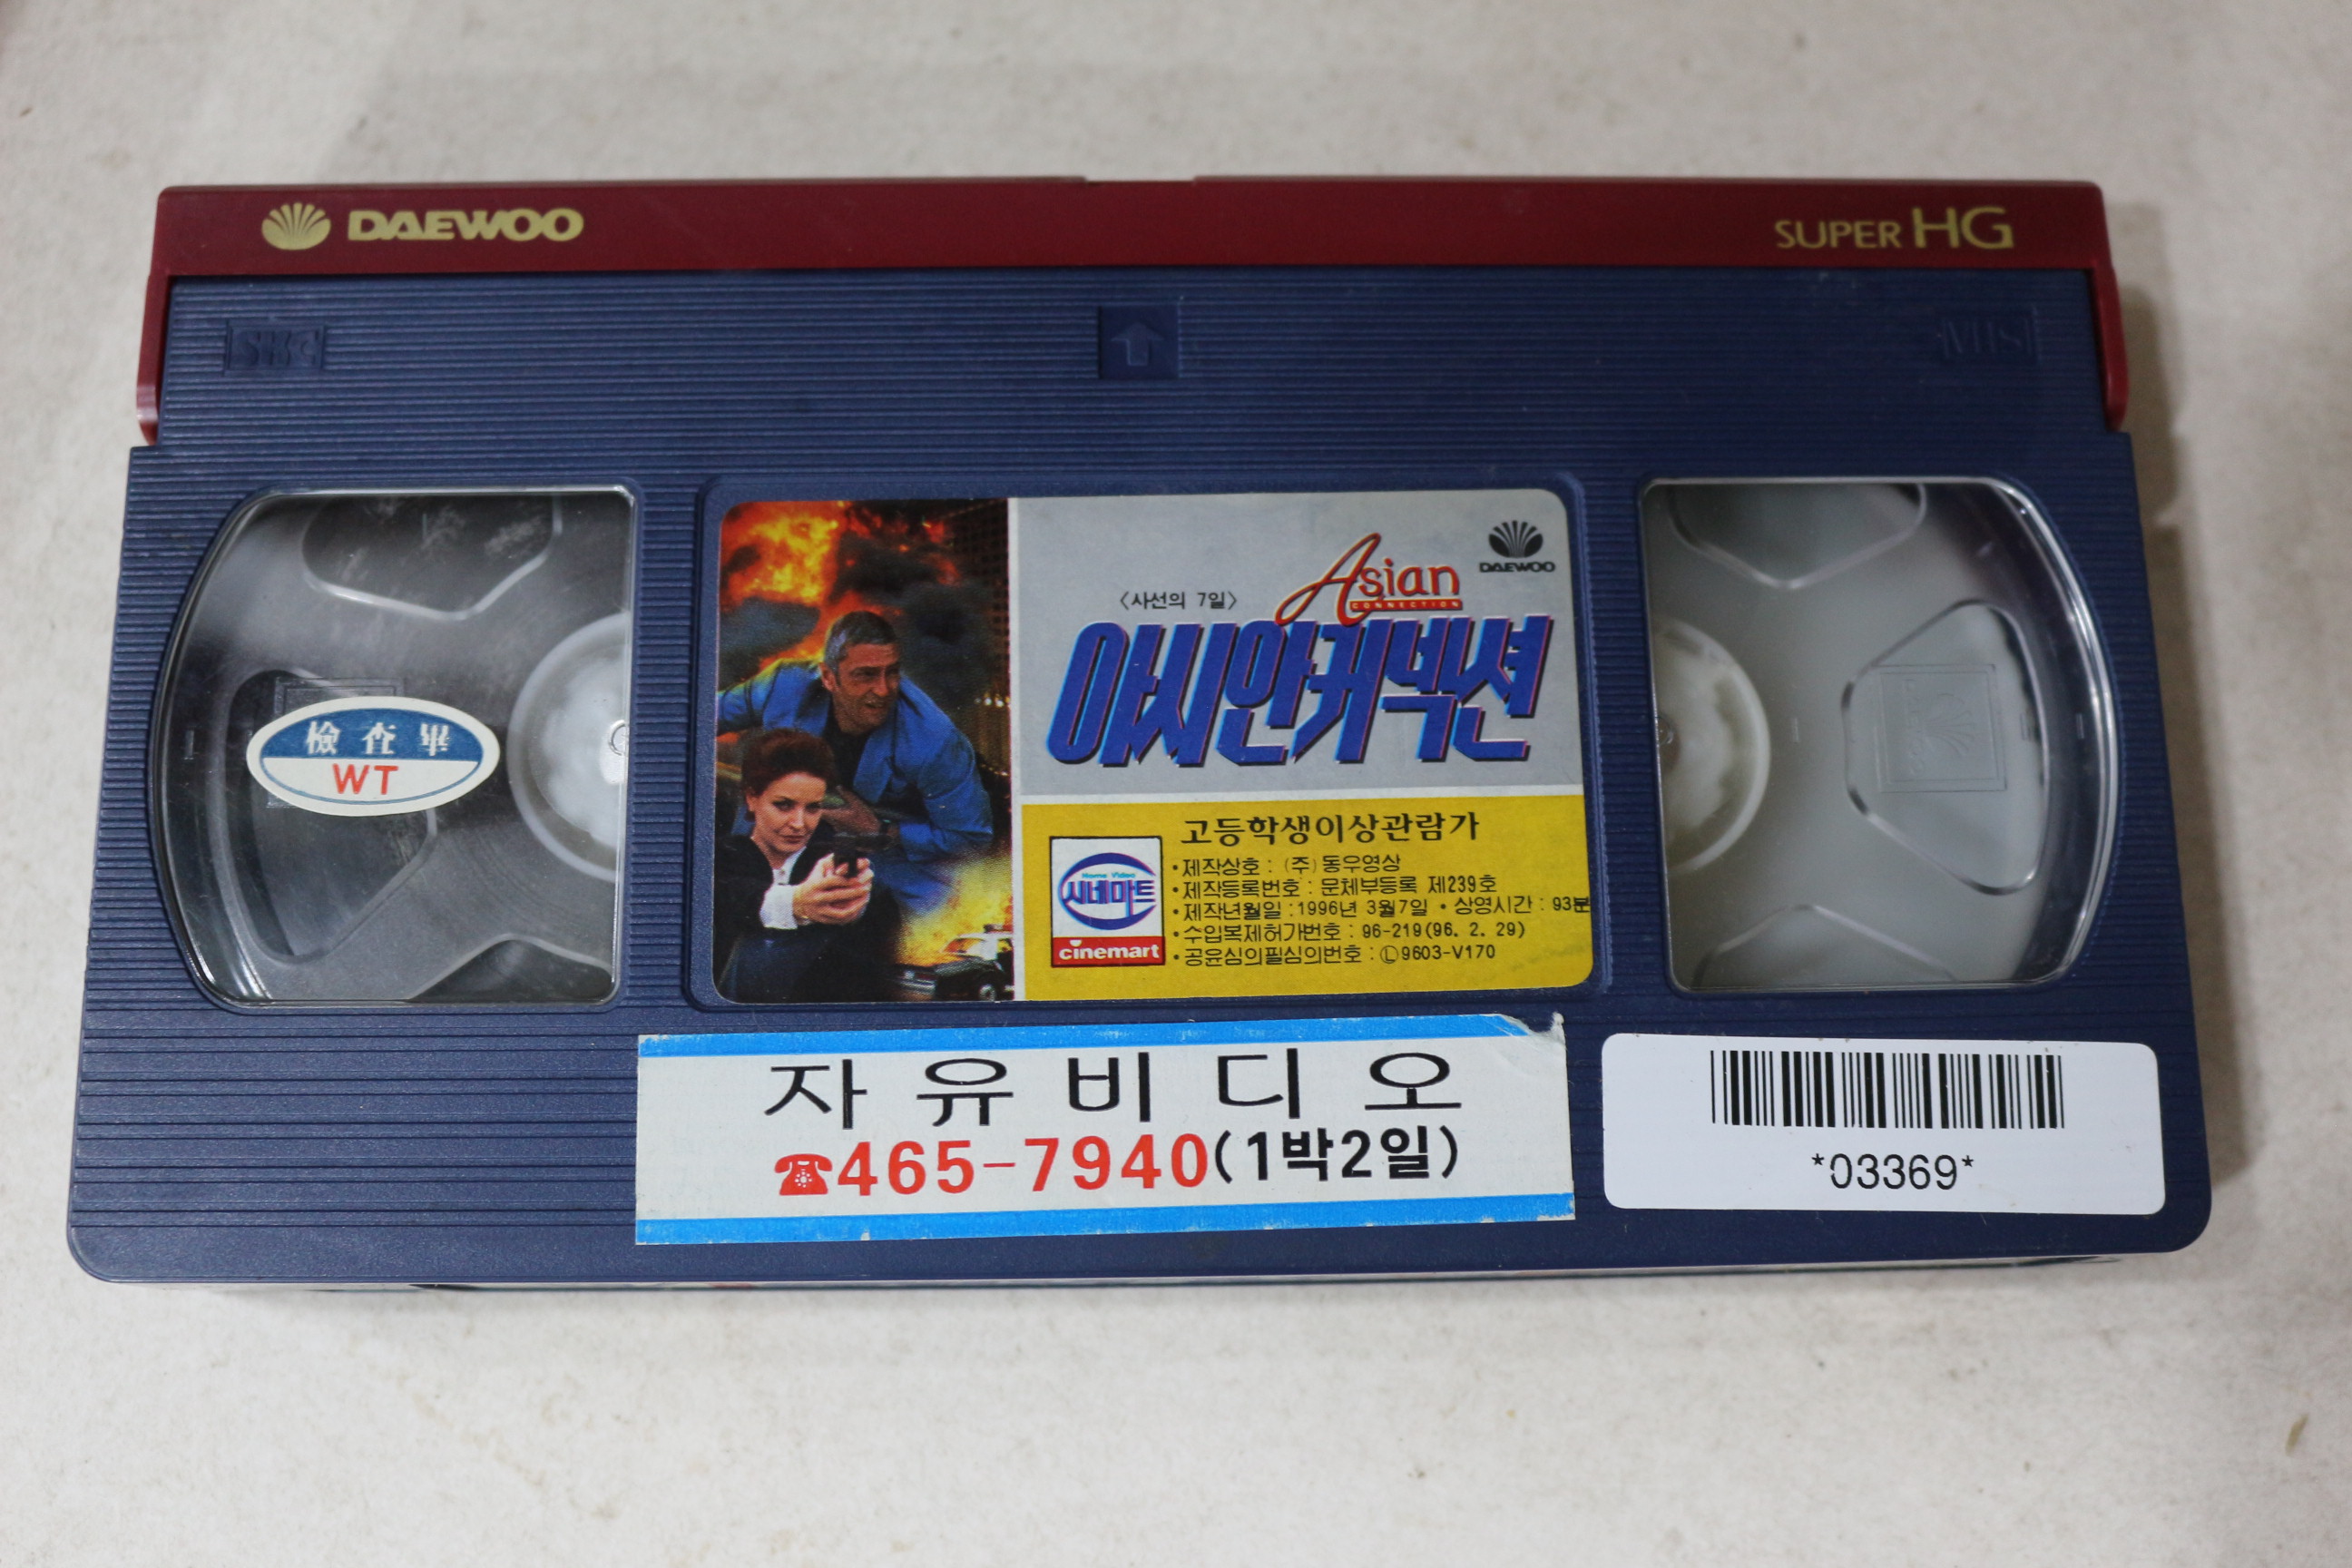 DAEWOO
SUPER HG
VHS
檢査畢
WT
DAEWOO
Asian
CONNECTION
〈사선의 7일〉
아시안커넥션
고등학생이상관람가
Home Video
시네마트
cinemart
•제작상호 : (주)동우영상
•제작등록번호 : 문체부등록 제239호
•제작년월일 :1996년 3월7일 •상영시간 : 93분
•수입복제허가번호 : 96-219(96. 2. 29)
•공윤심의필심의번호 : Ⓛ9603-V170
자유비디오
☎465-7940(1박2일)
*03369*